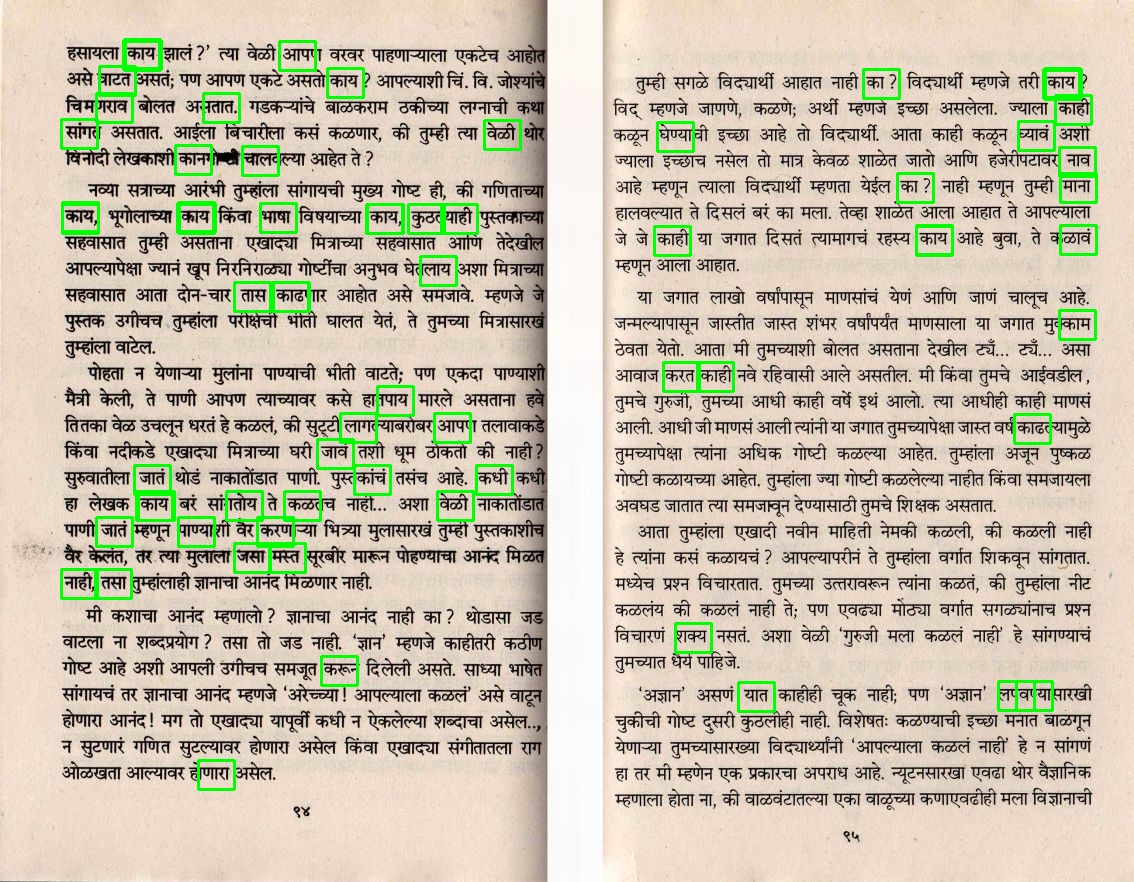 हसायला काय झालं?’ त्या वेळी आपण वरवर पाहणाऱ्याला एकटेच आहोत
असे वाटत असतं; पण आपण एकटे असतो काय? आपल्याशी चिं. वि. जोश्यांचे
चिमणराव बोलत असतात. गडकऱ्यांचे बाळकराम ठकीच्या लग्नाची कथा
सांगत असतात. आईला बिचारीला कसं कळणार, की तुम्ही त्या वेळी थोर
विनोदी लेखकाशी चालवल्या आहेत ते?
नव्या सत्राच्या आरंभी तुम्हांला सांगायची मुख्य गोष्ट ही, की गणिताच्या
काय, भूगोलाच्या काय किंवा भाषा विषयाच्या काय, कुठल्याही पुस्तकाच्या
सहवासात तुम्ही असताना एखाद्या मित्राच्या सहवासात आणि तेदेखील
आपल्यापेक्षा ज्यानं खूप निरनिराळ्या गोष्टींचा अनुभव घेतलाय अशा मित्राच्या
सहवासात आता दोन-चार तास काढणार आहोत असे समजावे. म्हणजे जे
पुस्तक उगीचच तुम्हांला परीक्षेची भीती घालत येतं, ते तुमच्या मित्रासारखं
तुम्हांला वाटेल.
पोहता न येणाऱ्या मुलांना पाण्याची भीती वाटते; पण एकदा पाण्याशी
मैत्री केली, ते पाणी आपण त्याच्यावर कसे हातपाय मारले असताना हवे
तितका वेळ उचलून धरतं हे कळलं, की सुट्टी लागल्याबरोबर आपण तलावाकडे
किंवा नदीकडे एखाद्या मित्राच्या घरी जावे तशी धूम ठोकतो की नाही?
सुरुवातीला जातं थोडं नाकातोंडात पाणी. पुस्तकांचं तसंच आहे. कधी कधी
हा लेखक काय बरं सांगतोय ते कळतच नाही... अशा वेळी नाकातोंडात
पाणी जातं म्हणून पाण्याशी वैर करणाऱ्या भित्र्या मुलासारखं तुम्ही पुस्तकाशीच
वैर केलंत, तर त्या मुलाला जसा मस्त सूरबीर मारून पोहण्याचा आनंद मिळत
नाही, तसा तुम्हांलाही ज्ञानाचा आनंद मिळणार नाही.
मी कशाचा आनंद म्हणालो? ज्ञानाचा आनंद नाही का? थोडासा जड
वाटला ना शब्दप्रयोग? तसा तो जड नाही. ‘ज्ञान’ म्हणजे काहीतरी कठीण
गोष्ट आहे अशी आपली उगीचच समजूत करून दिलेली असते. साध्या भाषेत
सांगायचं तर ज्ञानाचा आनंद म्हणजे ‘अरेच्च्या! आपल्याला कळलं’ असे वाटून
होणारा आनंद! मग तो एखाद्या यापूर्वी कधी न ऐकलेल्या शब्दाचा असेल..,
न सुटणारं गणित सुटल्यावर होणारा असेल किंवा एखाद्या संगीतातला राग
ओळखता आल्यावर होणारा असेल.
९४
तुम्ही सगळे विद्यार्थी आहात नाही का? विद्यार्थी म्हणजे तरी काय?
विद् म्हणजे जाणणे, कळणे; अर्थी म्हणजे इच्छा असलेला. ज्याला काही
कळून घेण्याची इच्छा आहे तो विद्यार्थी. आता काही कळून घ्यावं अशी
ज्याला इच्छाच नसेल तो मात्र केवळ शाळेत जातो आणि हजेरीपटावर नाव
आहे म्हणून त्याला विद्यार्थी म्हणता येईल का? नाही म्हणून तुम्ही माना
हालवल्यात ते दिसलं बरं का मला. तेव्हा शाळेत आला आहात ते आपल्याला
जे जे काही या जगात दिसतं त्यामागचं रहस्य काय आहे बुवा, ते कळावं
म्हणून आला आहात.
या जगात लाखो वर्षांपासून माणसांचं येणं आणि जाणं चालूच आहे.
जन्मल्यापासून जास्तीत जास्त शंभर वर्षांपर्यंत माणसाला या जगात मुक्काम
ठेवता येतो. आता मी तुमच्याशी बोलत असताना देखील ट्यँ... ट्यँ... असा
आवाज करत काही नवे रहिवासी आले असतील. मी किंवा तुमचे आईवडील,
तुमचे गुरुजी, तुमच्या आधी काही वर्षे इथं आलो. त्या आधीही काही माणसं
आली. आधी जी माणसं आली त्यांनी या जगात तुमच्यापेक्षा जास्त वर्षं काढल्यामुळे
तुमच्यापेक्षा त्यांना अधिक गोष्टी कळल्या आहेत. तुम्हांला अजून पुष्कळ
गोष्टी कळायच्या आहेत. तुम्हांला ज्या गोष्टी कळलेल्या नाहीत किंवा समजायला
अवघड जातात त्या समजावून देण्यासाठी तुमचे शिक्षक असतात.
आता तुम्हांला एखादी नवीन माहिती नेमकी कळली, की कळली नाही
हे त्यांना कसं कळायचं? आपल्यापरीनं ते तुम्हांला वर्गात शिकवून सांगतात.
मध्येच प्रश्न विचारतात. तुमच्या उत्तरावरून त्यांना कळतं, की तुम्हांला नीट
कळलंय की कळलं नाही ते; पण एवढ्या मोठ्या वर्गात सगळ्यांनाच प्रश्न
विचारणं शक्य नसतं. अशा वेळी ‘गुरुजी मला कळलं नाही’ हे सांगण्याचं
तुमच्यात धैर्य पाहिजे.
‘अज्ञान’ असणं यात काहीही चूक नाही; पण ‘अज्ञान’ लपवण्यासारखी
चुकीची गोष्ट दुसरी कुठलीही नाही. विशेषतः कळण्याची इच्छा मनात बाळगून
येणाऱ्या तुमच्यासारख्या विद्यार्थ्यांनी ‘आपल्याला कळलं नाही’ हे न सांगणं
हा तर मी म्हणेन एक प्रकारचा अपराध आहे. न्यूटनसारखा एवढा थोर वैज्ञानिक
म्हणाला होता ना, की वाळवंटातल्या एका वाळूच्या कणाएवढीही मला विज्ञानाची
९५